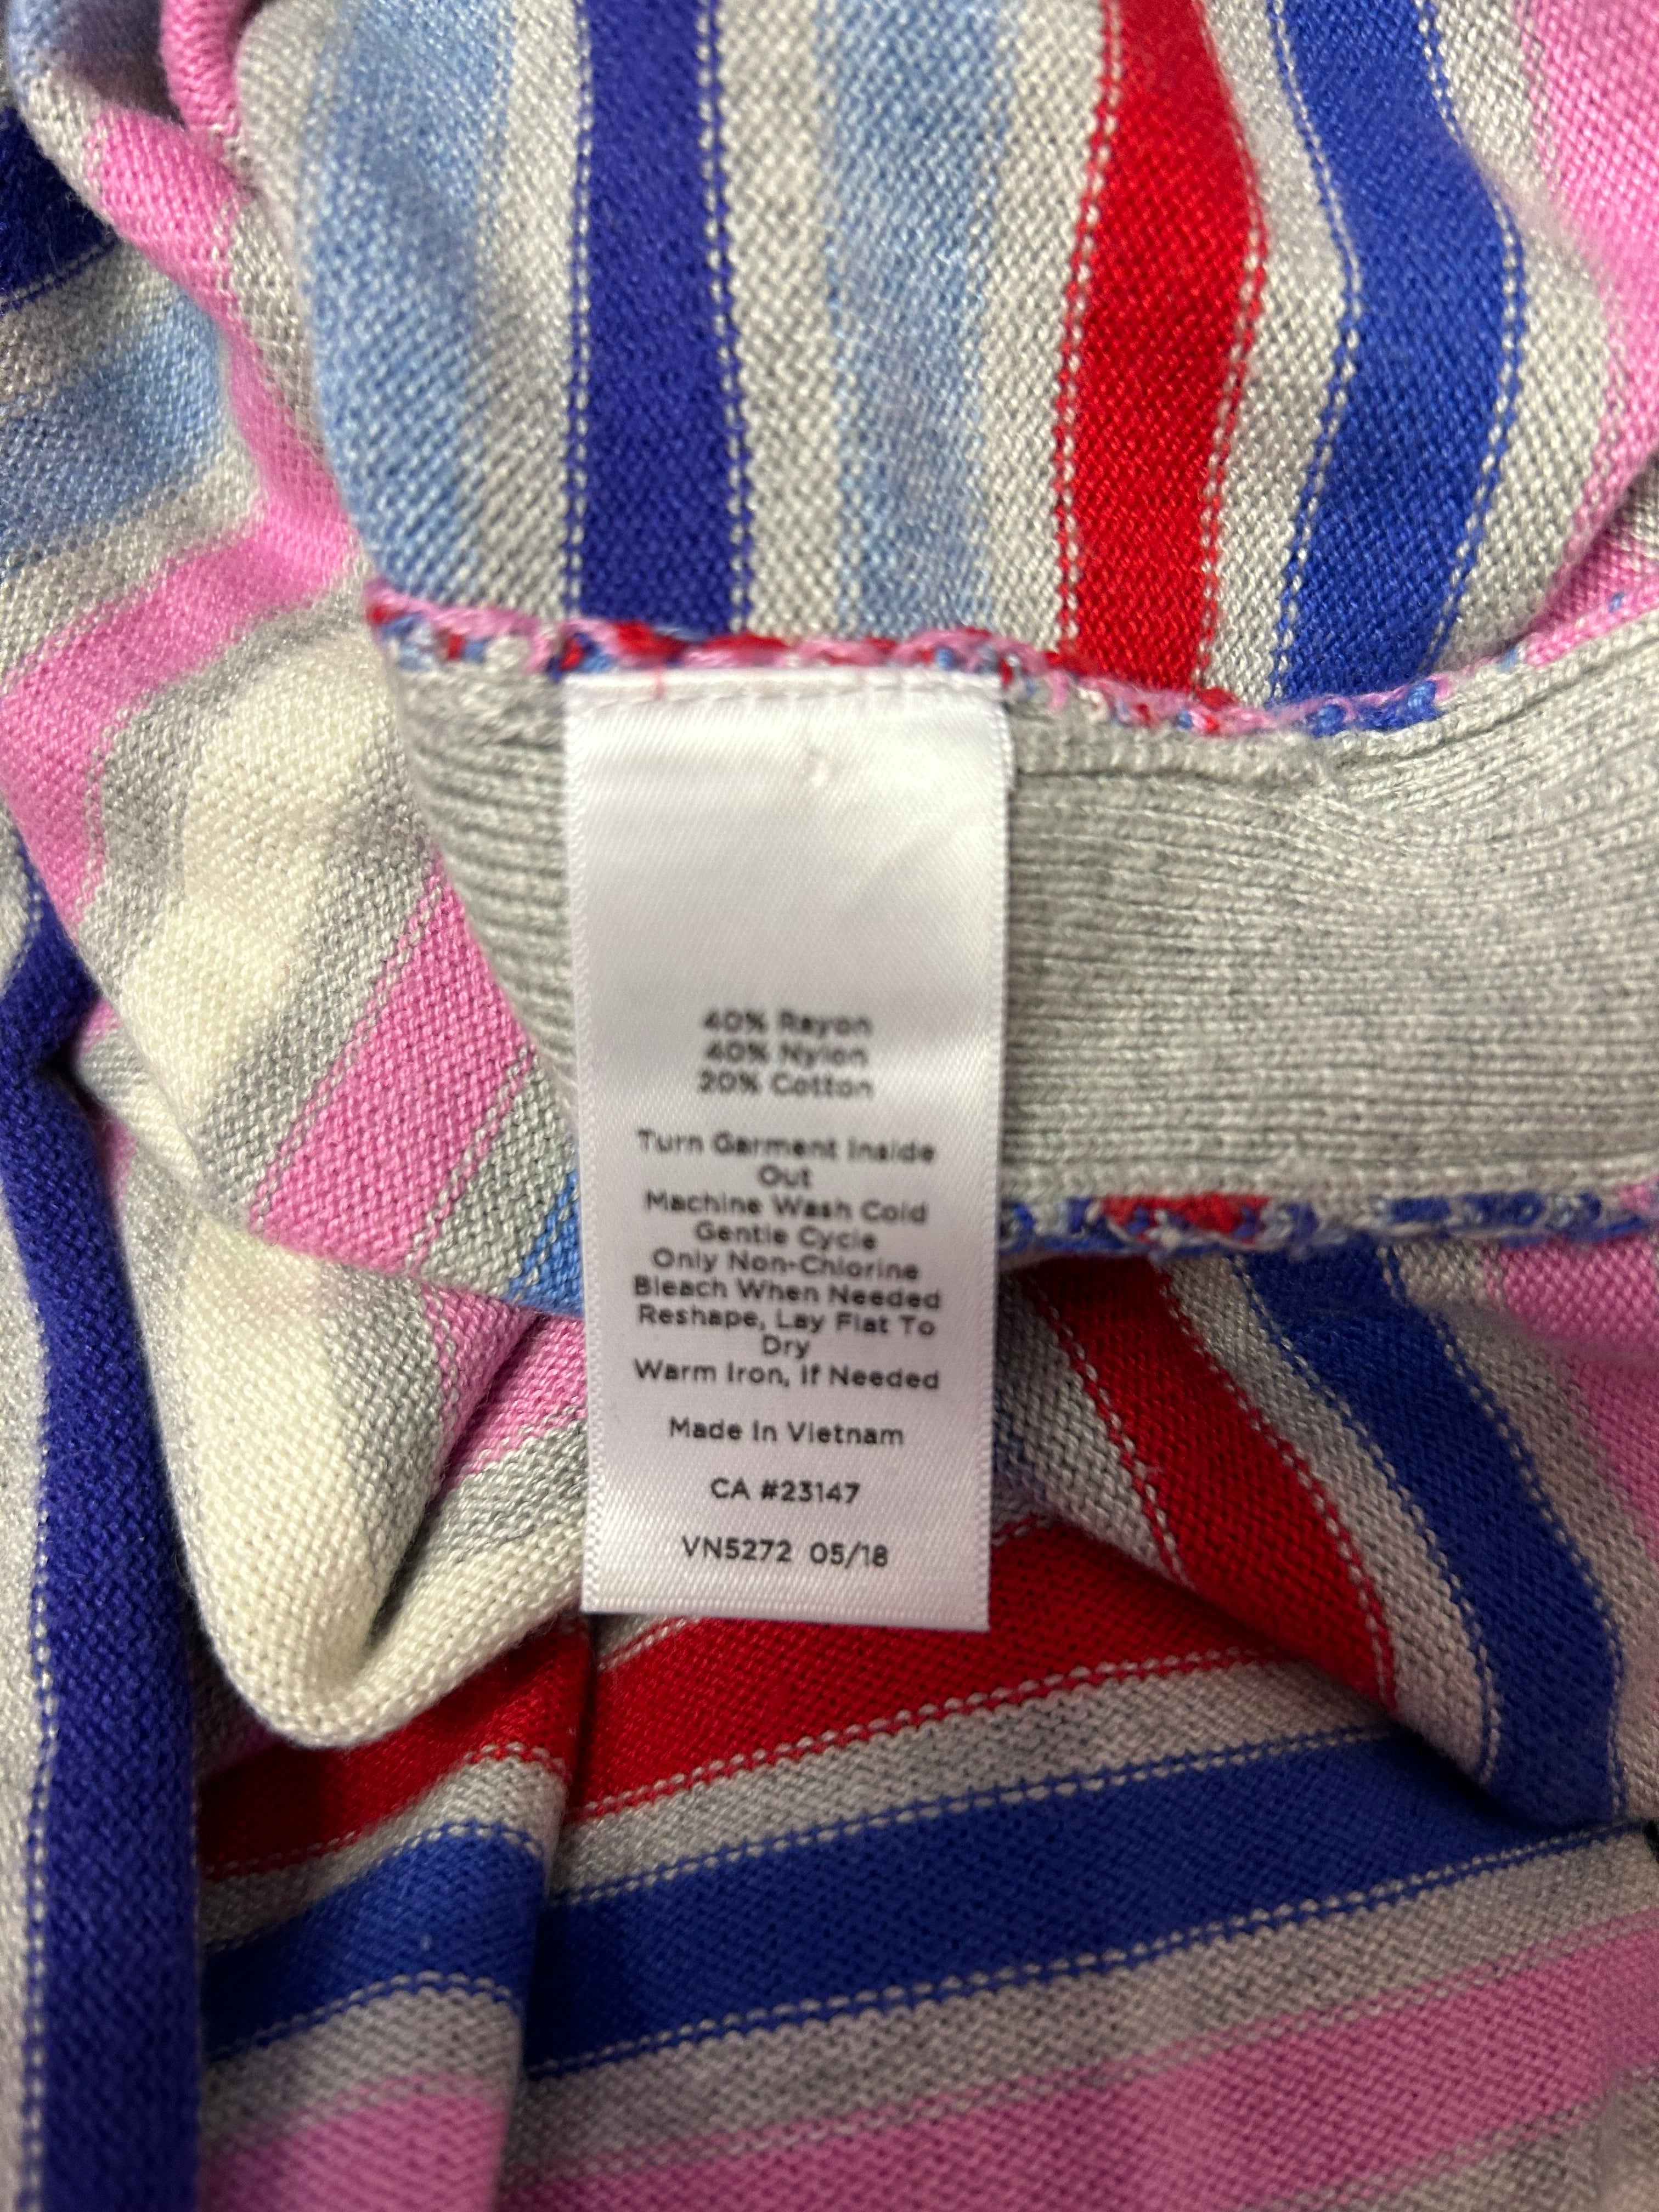 40% Rayon
40% Nylon
20% Cotton
Turn Garment Inside
Out
Machine Wash Cold
Gentle Cycle
Only Non-Chlorine
Bleach When Needed
Reshape, Lay Flat To
Dry
Warm Iron, If Needed
Made In Vietnam
CA #23147
VN5272 05/18